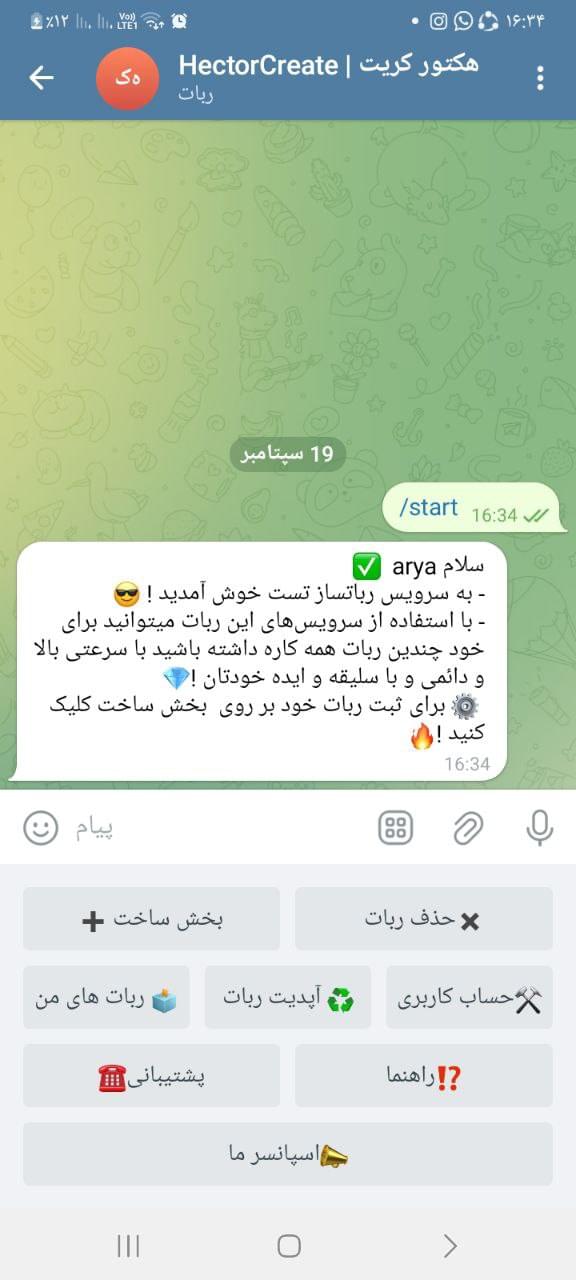 ٪۱۲ Vo)) LTE1 ۱۶:۳۴
هکتور کریت | HectorCreate
هک
ربات
19 سپتامبر
/start 16:34
سلام arya ✅
- به سرویس رباتساز تست خوش آمدید ! 😎
- با استفاده از سرویس‌های این ربات میتوانید برای
خود چندین ربات همه کاره داشته باشید با سرعتی بالا
و دائمی و با سلیقه و ایده خودتان !💎
⚙️ برای ثبت ربات خود بر روی بخش ساخت کلیک
کنید !🔥
16:34
پیام
✖️ حذف ربات
بخش ساخت ➕
⚒حساب کاربری
♻️ آپدیت ربات
🗳 ربات های من
⁉️راهنما
پشتیبانی☎️
📣اسپانسر ما